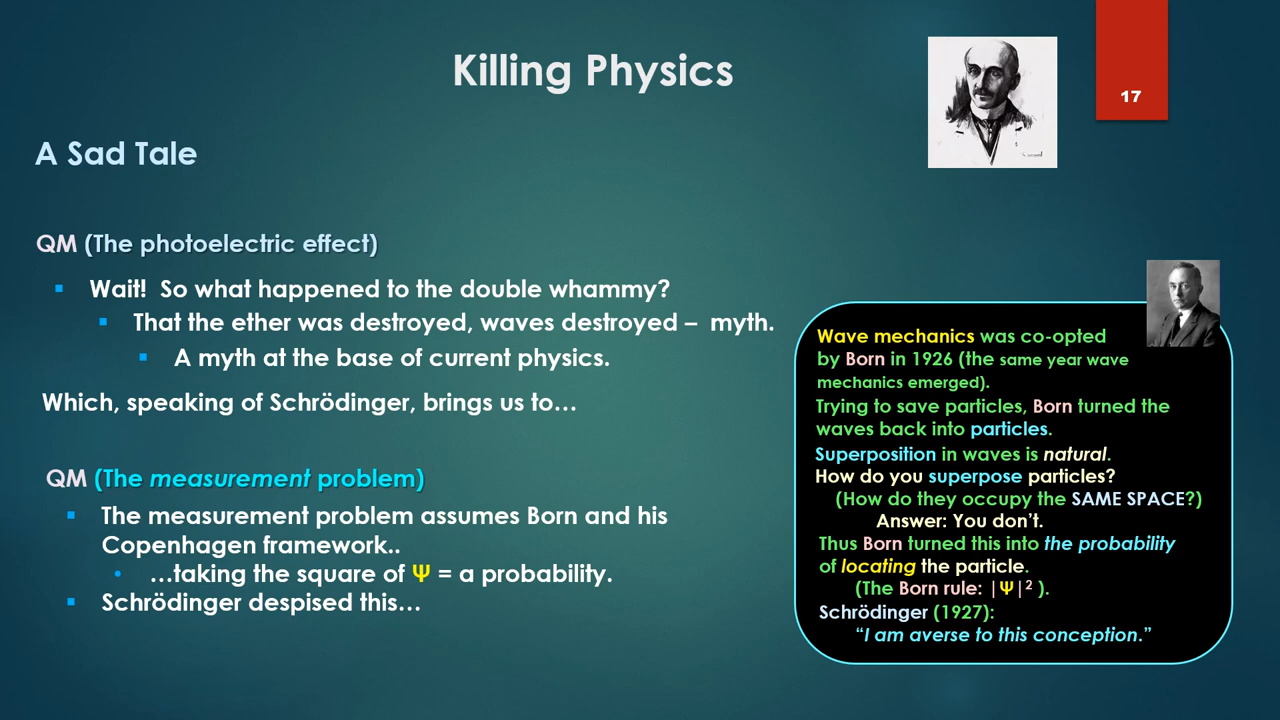 Killing Physics
17
A Sad Tale
QM (The photoelectric effect)
▪ Wait! So what happened to the double whammy?
▪ That the ether was destroyed, waves destroyed – myth.
▪ A myth at the base of current physics.
Which, speaking of Schrödinger, brings us to…
QM (The measurement problem)
▪ The measurement problem assumes Born and his
Copenhagen framework..
• …taking the square of Ψ = a probability.
▪ Schrödinger despised this…
Wave mechanics was co-opted
by Born in 1926 (the same year wave
mechanics emerged).
Trying to save particles, Born turned the
waves back into particles.
Superposition in waves is natural.
How do you superpose particles?
(How do they occupy the SAME SPACE?)
Answer: You don’t.
Thus Born turned this into the probability
of locating the particle.
(The Born rule: |Ψ|² ).
Schrödinger (1927):
“I am averse to this conception.”